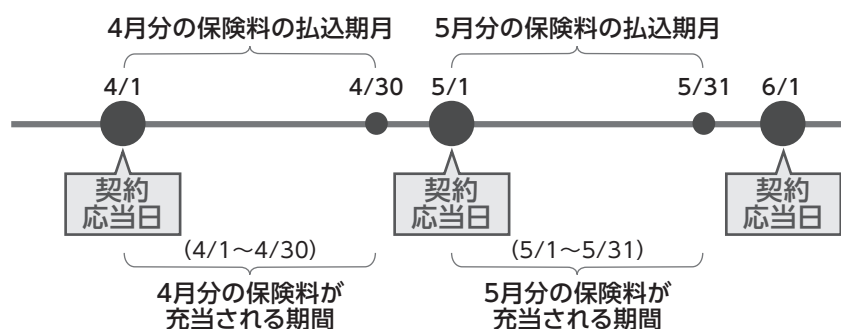 4月分の保険料の払込期月
5月分の保険料の払込期月
4/1
4/30
5/1
5/31
6/1
契約
応当日
契約
応当日
契約
応当日
(4/1〜4/30)
(5/1〜5/31)
4月分の保険料が
充当される期間
5月分の保険料が
充当される期間